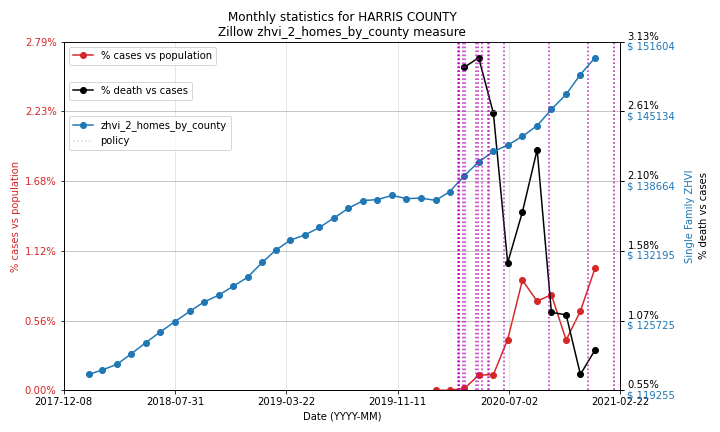 Monthly statistics for HARRIS COUNTY
Zillow zhvi_2_homes_by_county measure
% cases vs population
% death vs cases
zhvi_2_homes_by_county
policy
2.79%
2.23%
1.68%
1.12%
0.56%
0.00%
% cases vs population
3.13%
$ 151604
2.61%
$ 145134
2.10%
$ 138664
1.58%
$ 132195
1.07%
$ 125725
0.55%
$ 119255
Single Family ZHVI
% death vs cases
2017-12-08
2018-07-31
2019-03-22
2019-11-11
2020-07-02
2021-02-22
Date (YYYY-MM)